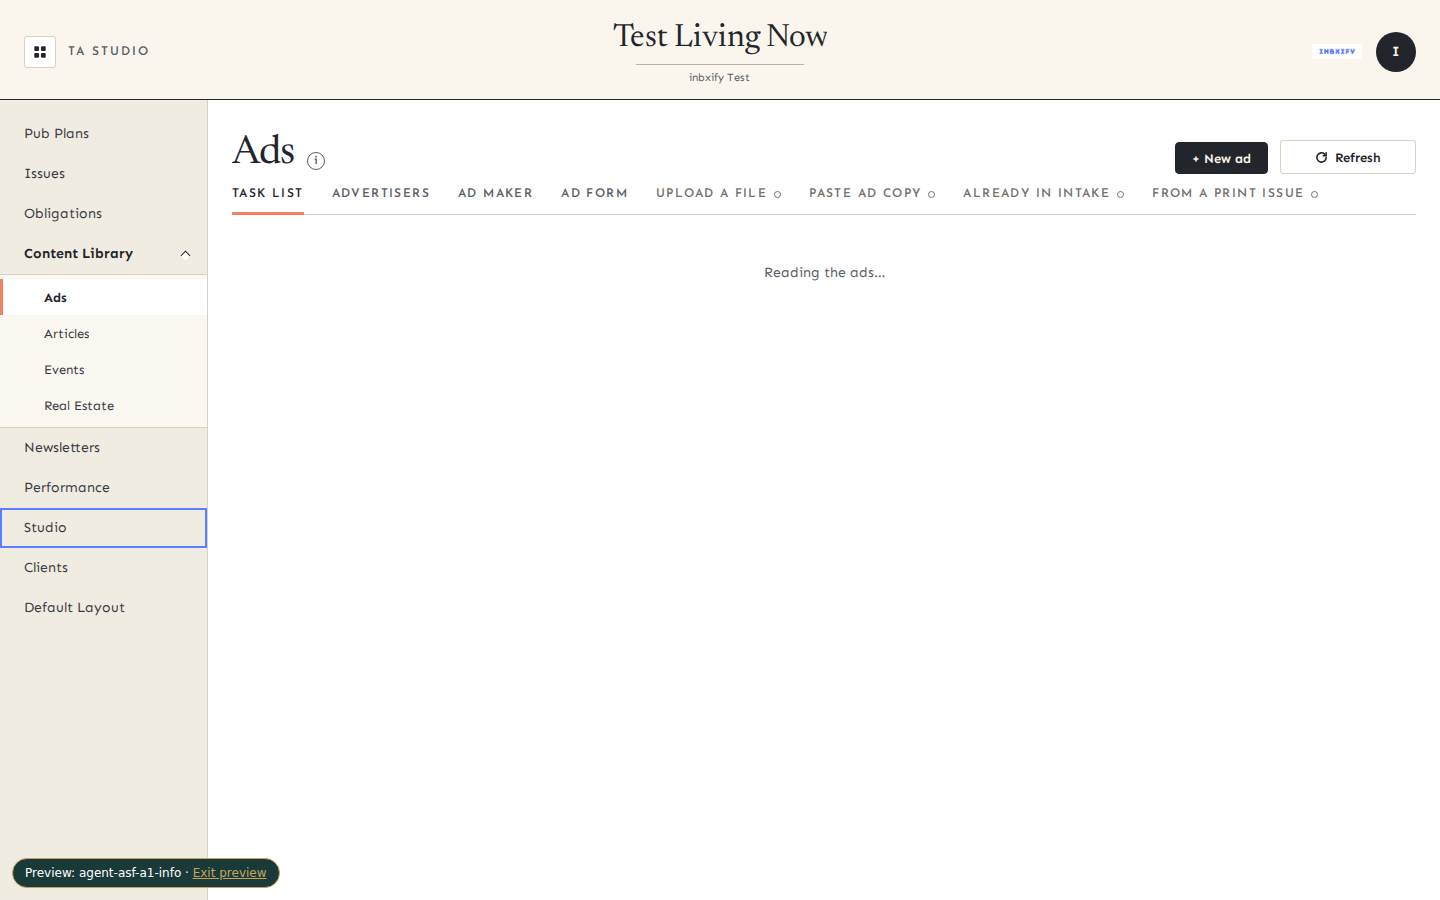 TA STUDIO
Test Living Now
inbxify Test
INBXIFY
I
Pub Plans
Issues
Obligations
Content Library
Ads
Articles
Events
Real Estate
Newsletters
Performance
Studio
Clients
Default Layout
Ads i
+ New ad
Refresh
TASK LIST ADVERTISERS AD MAKER AD FORM UPLOAD A FILE PASTE AD COPY ALREADY IN INTAKE FROM A PRINT ISSUE
Reading the ads...
Preview: agent-asf-a1-info · Exit preview